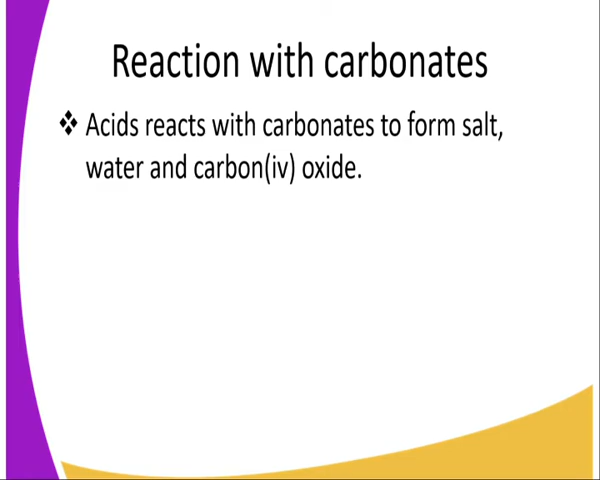 Reaction with carbonates
❖ Acids reacts with carbonates to form salt,
water and carbon(iv) oxide.